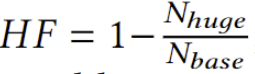 HF = 1 − N_huge / N_base